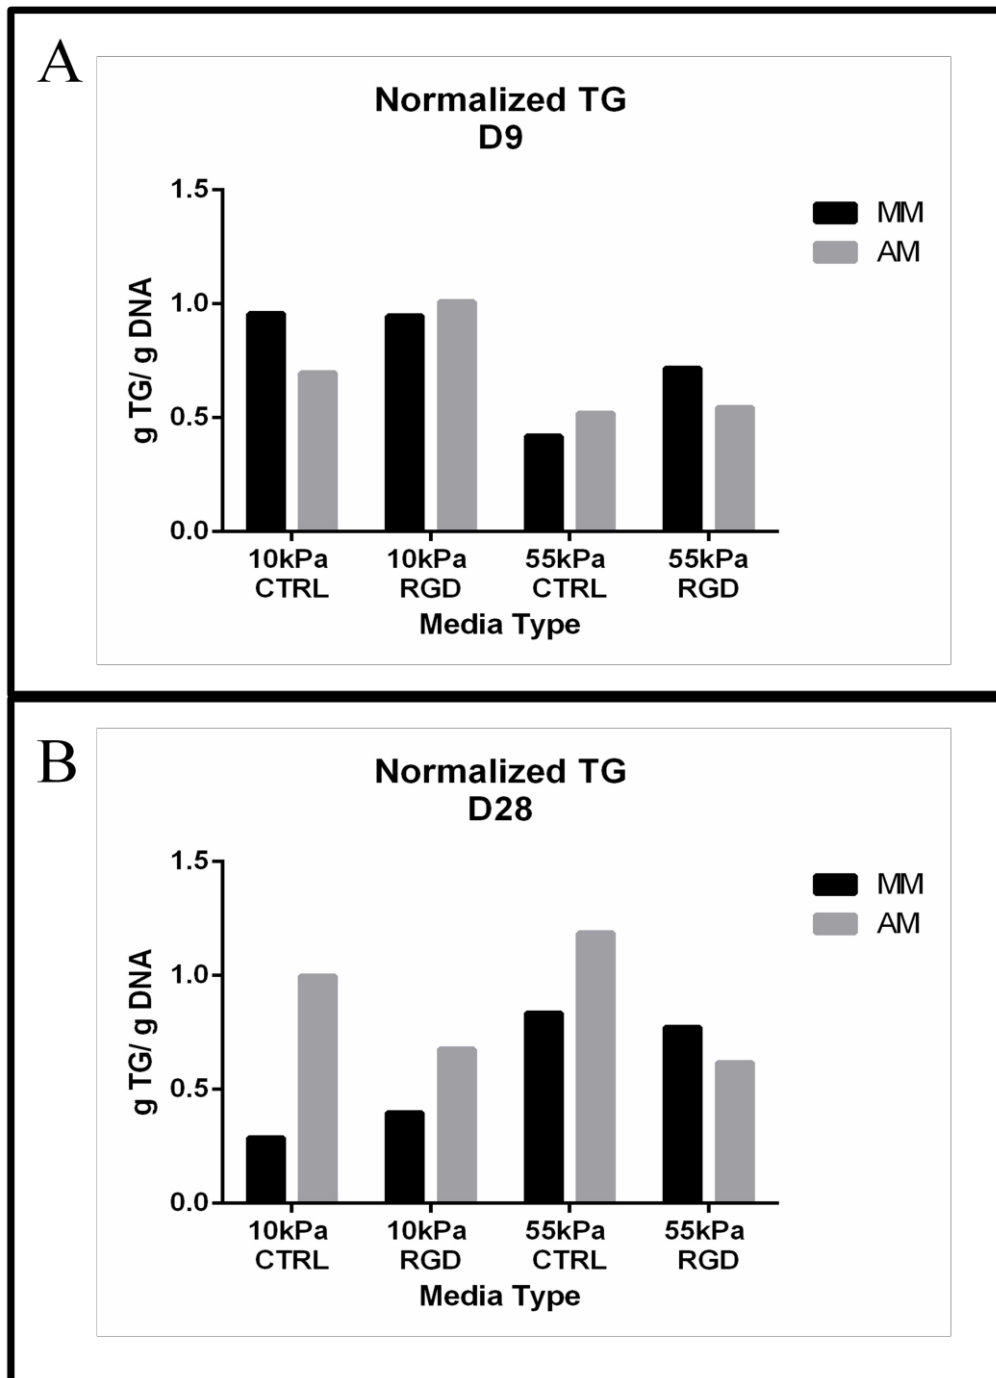 A
Normalized TG
D9
1.5
1.0
0.5
0.0
g TG/ g DNA
MM
AM
10kPa CTRL
10kPa RGD
55kPa CTRL
55kPa RGD
Media Type
B
Normalized TG
D28
1.5
1.0
0.5
0.0
g TG/ g DNA
MM
AM
10kPa CTRL
10kPa RGD
55kPa CTRL
55kPa RGD
Media Type